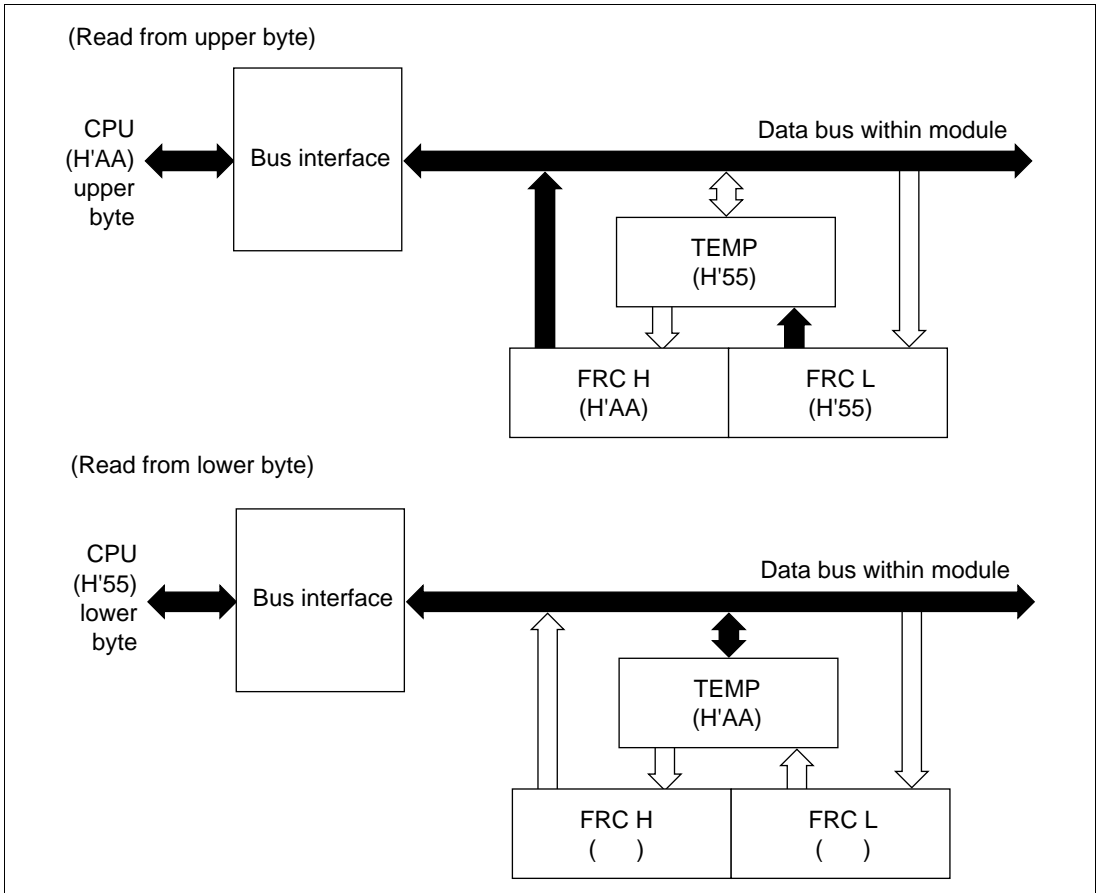 (Read from upper byte)
CPU
(H'AA)
upper
byte
Bus interface
Data bus within module
TEMP
(H'55)
FRC H
(H'AA)
FRC L
(H'55)
(Read from lower byte)
CPU
(H'55)
lower
byte
Bus interface
Data bus within module
TEMP
(H'AA)
FRC H
( )
FRC L
( )